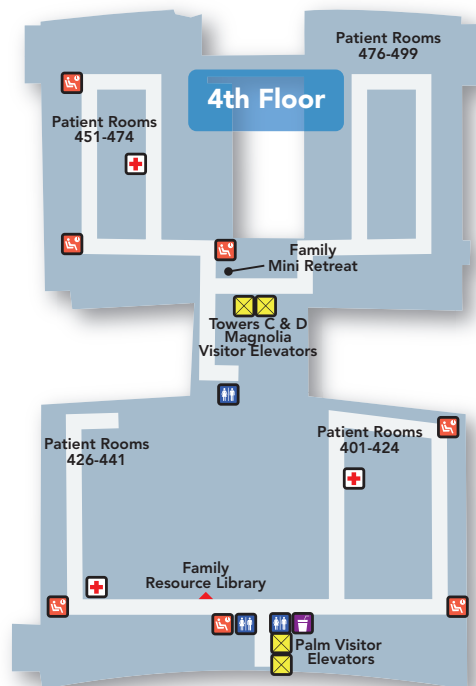 Patient Rooms
476-499
4th Floor
Patient Rooms
451-474
Family
Mini Retreat
Towers C & D
Magnolia
Visitor Elevators
Patient Rooms
426-441
Patient Rooms
401-424
Family
Resource Library
Palm Visitor
Elevators